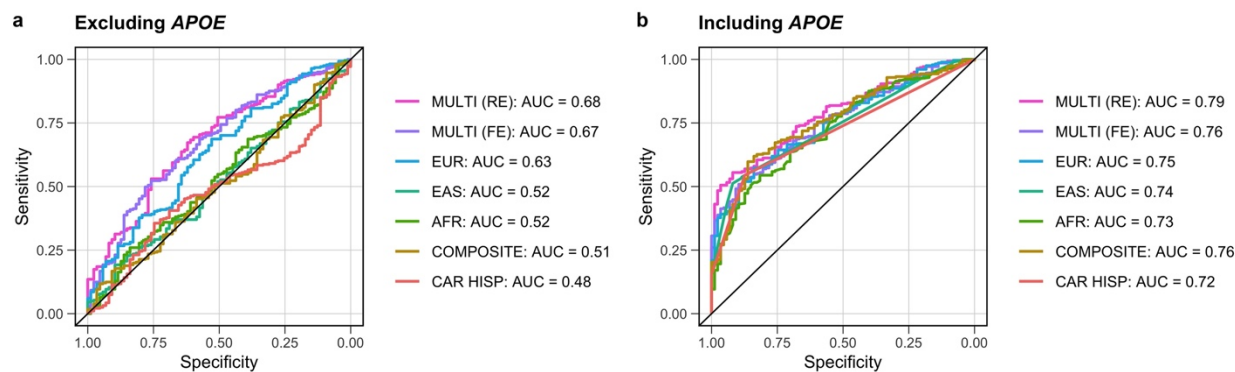 a
Excluding APOE
1.00
0.75
0.50
0.25
0.00
Sensitivity
1.00 0.75 0.50 0.25 0.00
Specificity
MULTI (RE): AUC = 0.68
MULTI (FE): AUC = 0.67
EUR: AUC = 0.63
EAS: AUC = 0.52
AFR: AUC = 0.52
COMPOSITE: AUC = 0.51
CAR HISP: AUC = 0.48
b
Including APOE
1.00
0.75
0.50
0.25
0.00
Sensitivity
1.00 0.75 0.50 0.25 0.00
Specificity
MULTI (RE): AUC = 0.79
MULTI (FE): AUC = 0.76
EUR: AUC = 0.75
EAS: AUC = 0.74
AFR: AUC = 0.73
COMPOSITE: AUC = 0.76
CAR HISP: AUC = 0.72